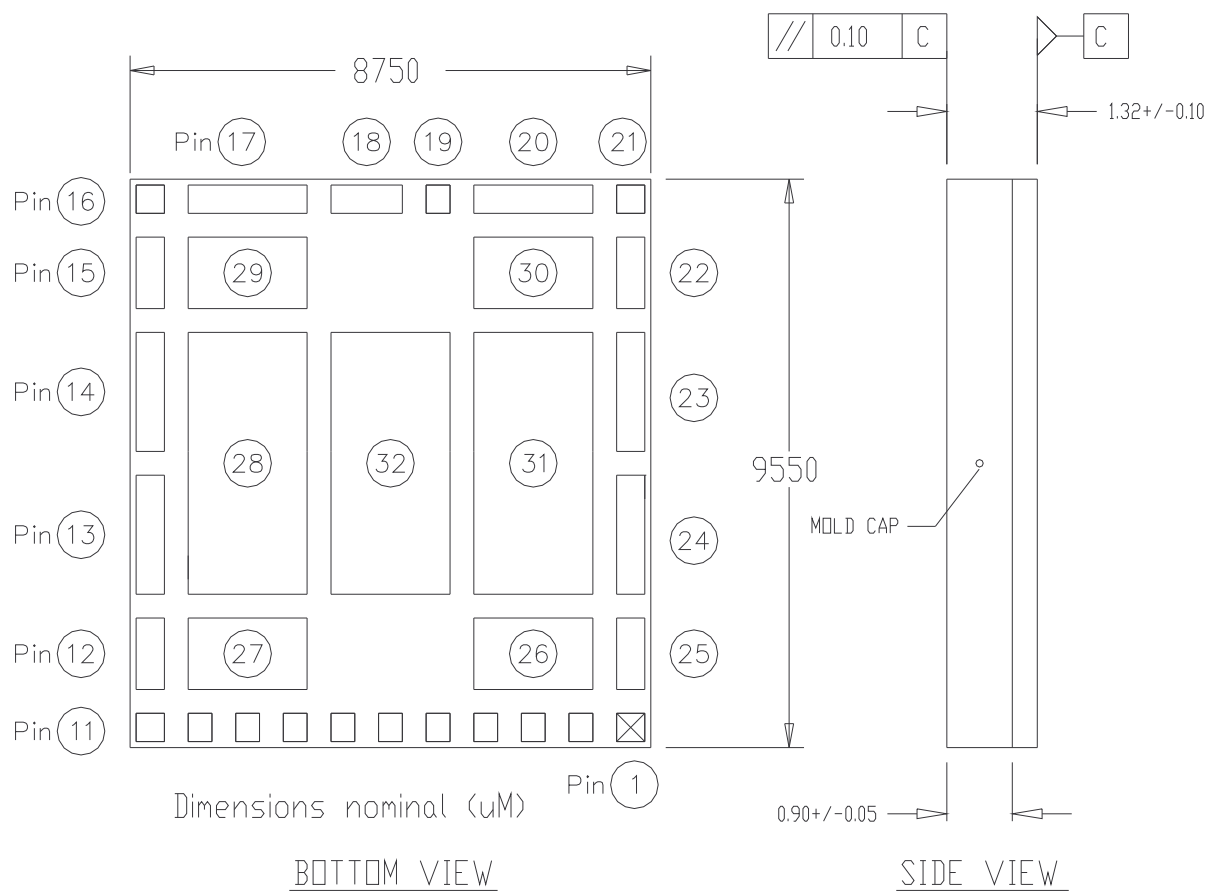 // 0.10 C
C
8750
1.32+/-0.10
Pin 17 18 19 20 21
Pin 16
Pin 15 29 30 22
Pin 14 23
28 32 31
9550
MOLD CAP
Pin 13 24
Pin 12 27 26 25
Pin 11
Pin 1
Dimensions nominal (uM)
0.90+/-0.05
BOTTOM VIEW
SIDE VIEW